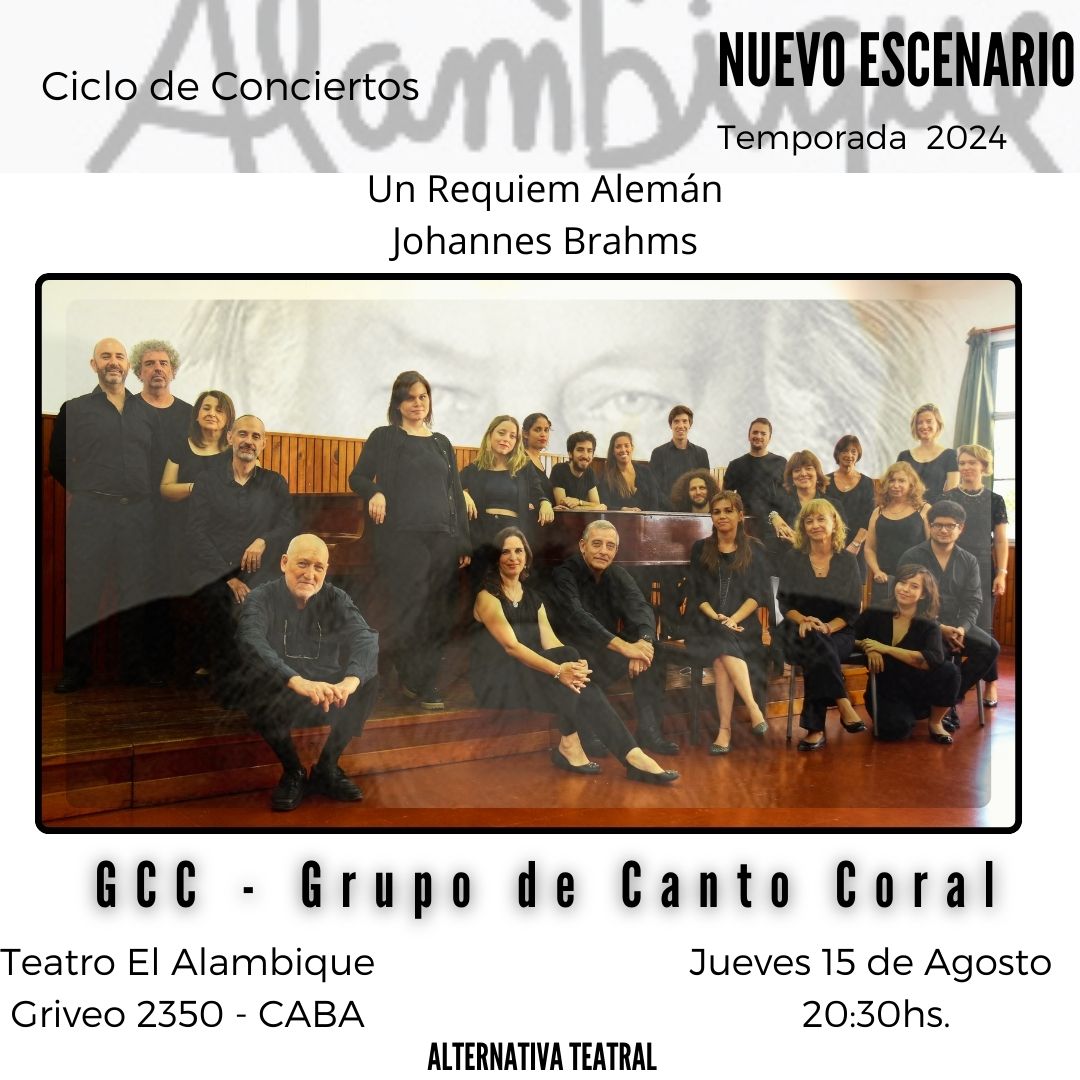 Alambique
Ciclo de Conciertos
NUEVO ESCENARIO
Temporada 2024
Un Requiem Alemán
Johannes Brahms
GCC - Grupo de Canto Coral
Teatro El Alambique
Griveo 2350 - CABA
Jueves 15 de Agosto
20:30hs.
ALTERNATIVA TEATRAL